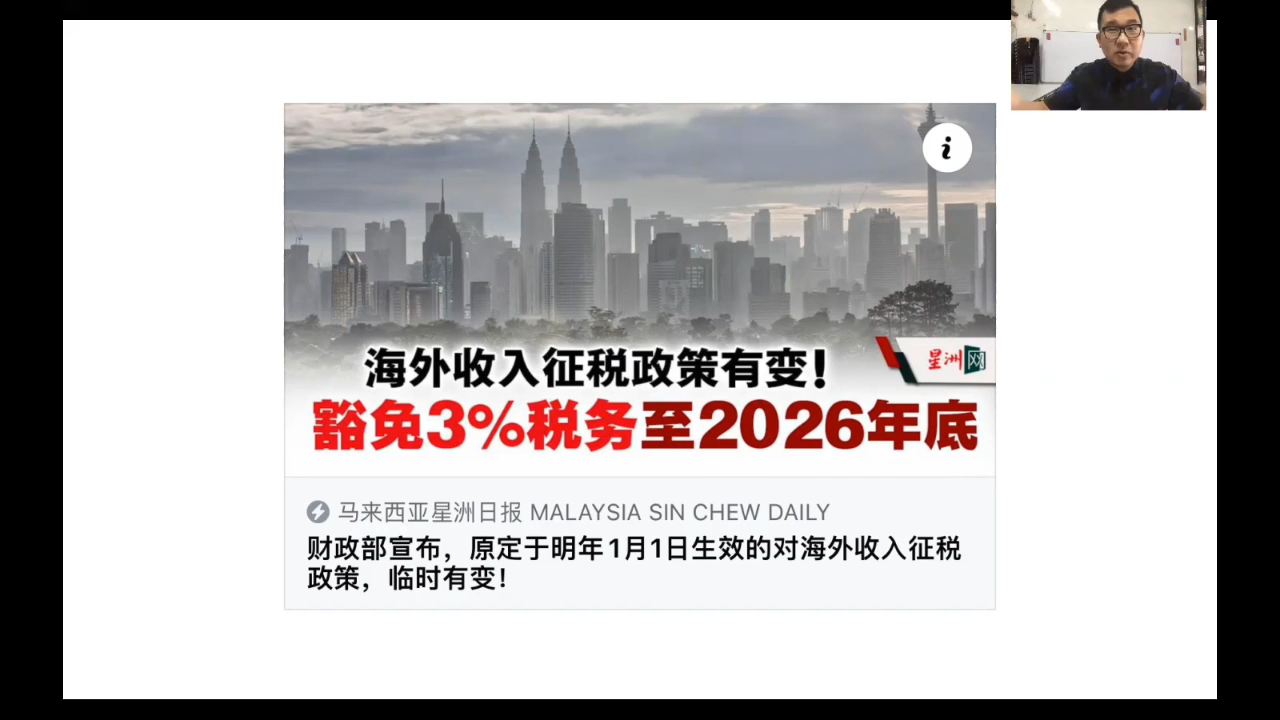 海外收入征税政策有变!
星洲网
豁免3%税务至2026年底
马来西亚星洲日报 MALAYSIA SIN CHEW DAILY
财政部宣布，原定于明年1月1日生效的对海外收入征税
政策，临时有变！